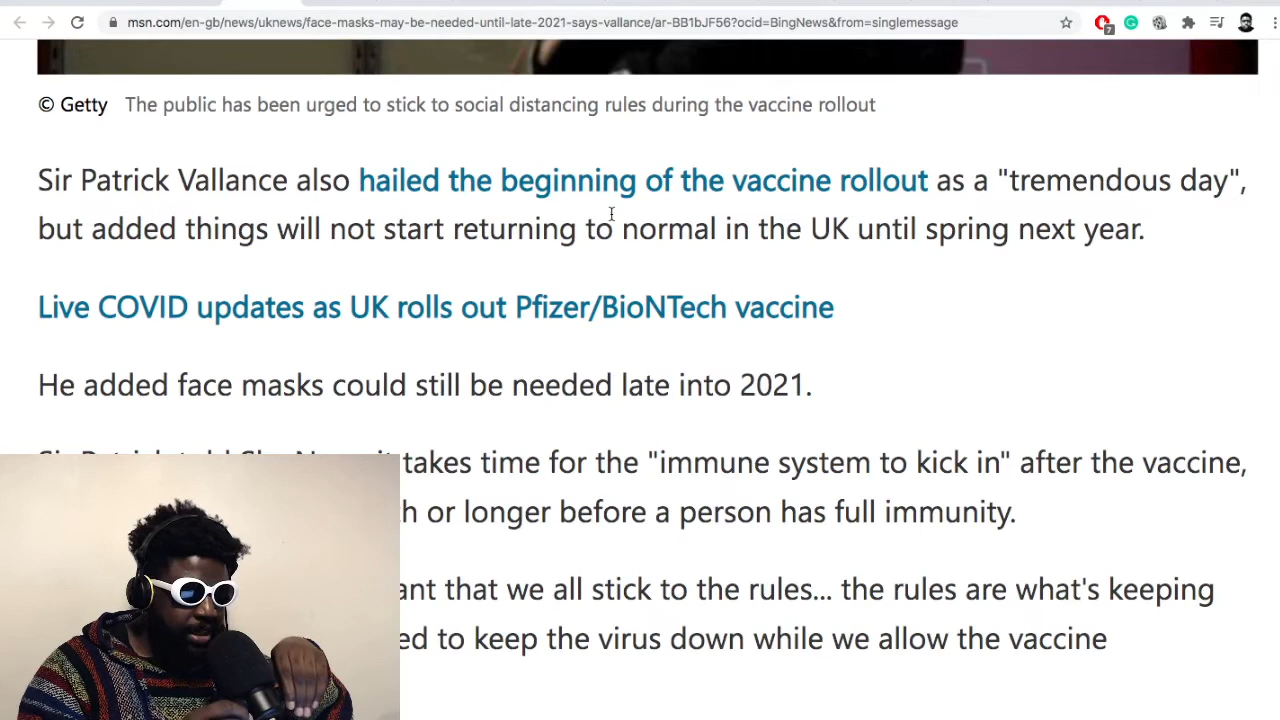 msn.com/en-gb/news/uknews/face-masks-may-be-needed-until-late-2021-says-vallance/ar-BB1bJF56?ocid=BingNews&from=singlemessage
7
© Getty The public has been urged to stick to social distancing rules during the vaccine rollout
Sir Patrick Vallance also hailed the beginning of the vaccine rollout as a "tremendous day",
but added things will not start returning to normal in the UK until spring next year.
Live COVID updates as UK rolls out Pfizer/BioNTech vaccine
He added face masks could still be needed late into 2021.
takes time for the "immune system to kick in" after the vaccine,
h or longer before a person has full immunity.
ant that we all stick to the rules... the rules are what's keeping
ed to keep the virus down while we allow the vaccine